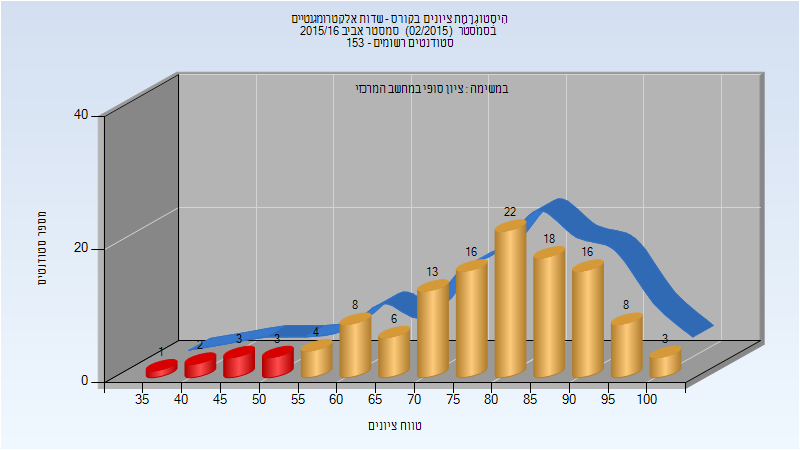 היסטוגרמת ציונים בקורס - שדות אלקטרומגנטיים
בסמסטר (02/2015) סמסטר אביב 2015/16
סטודנטים רשומים - 153
במשימה : ציון סופי במחשב המרכזי
מספר סטודנטים
40
20
0
1
2
3
3
4
8
6
13
16
22
18
16
8
3
35 40 45 50 55 60 65 70 75 80 85 90 95 100
טווח ציונים